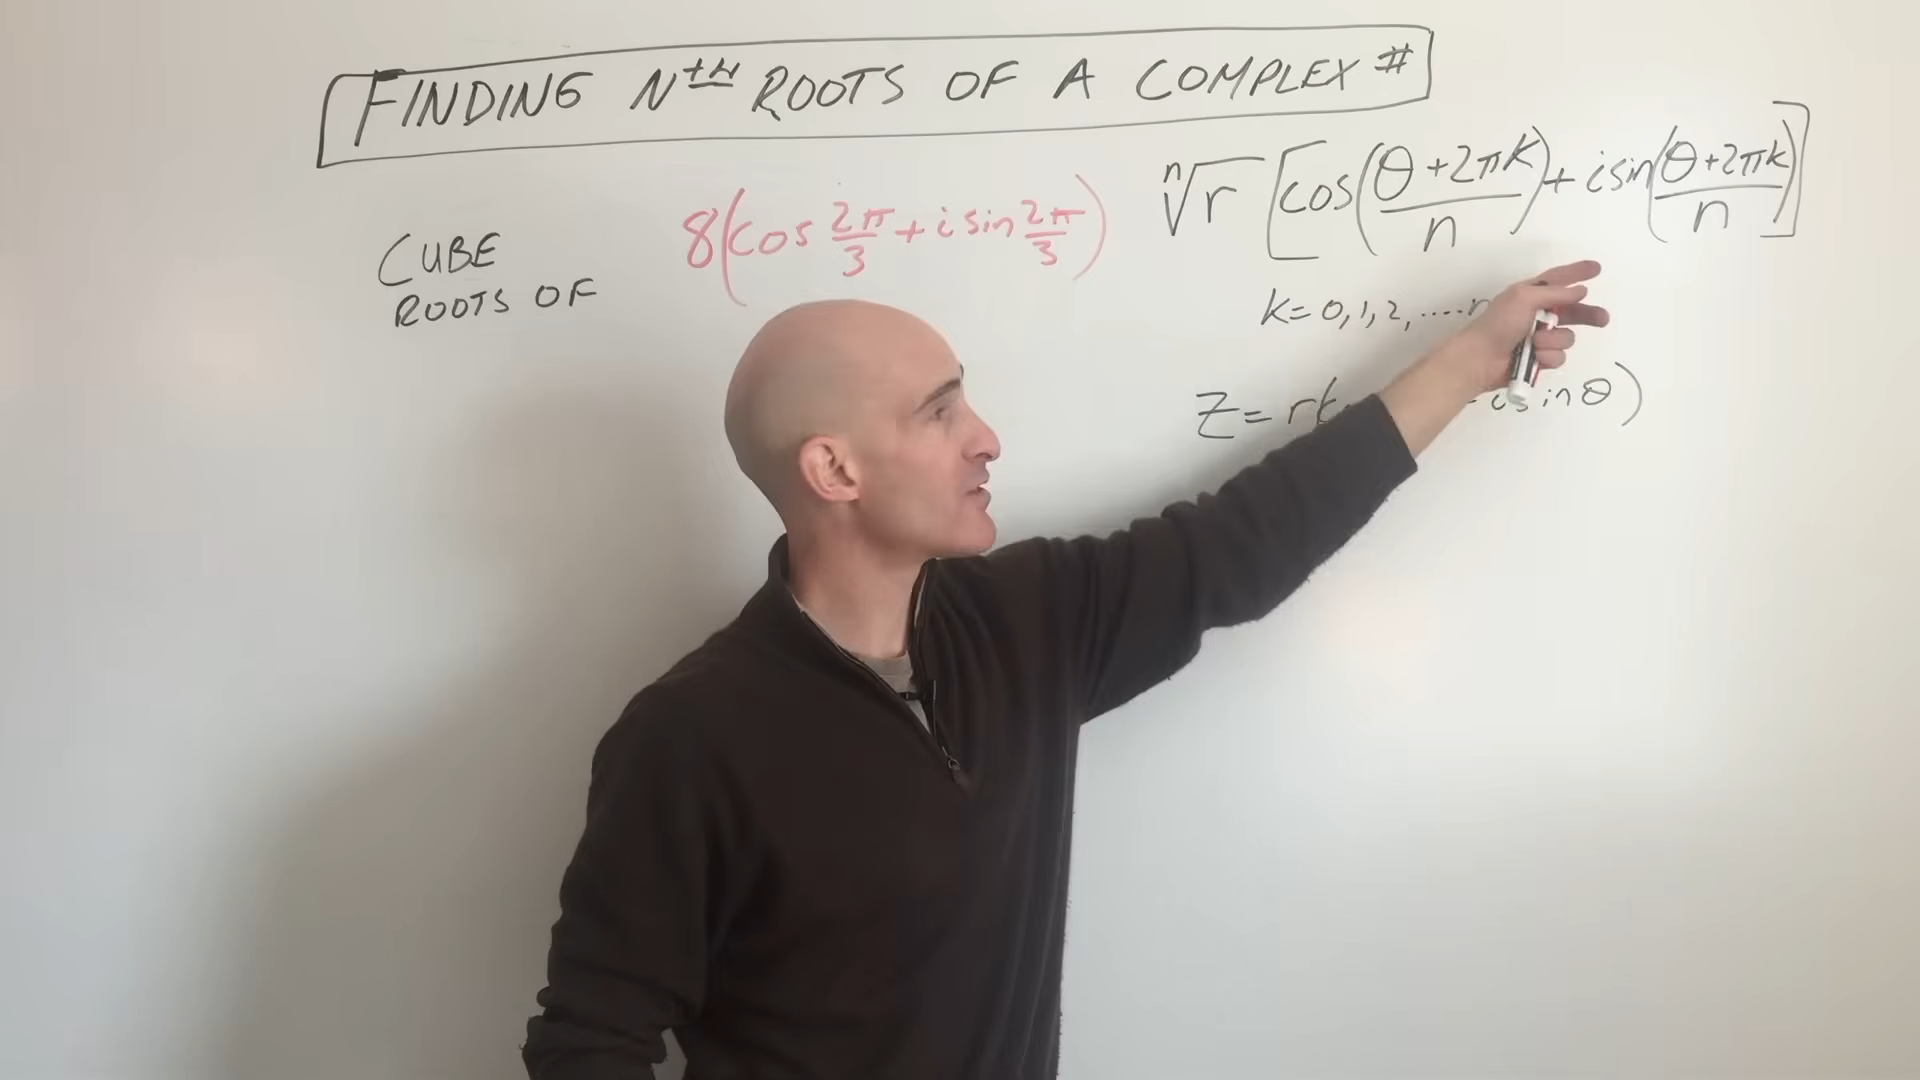 FINDING Nᵗʰ ROOTS OF A COMPLEX #
CUBE
ROOTS OF
8(cos 2π/3 + i sin 2π/3)
ⁿ√r [cos((θ+2πk)/n) + i sin((θ+2πk)/n)]
k=0,1,2,....n
z=r( isinθ)